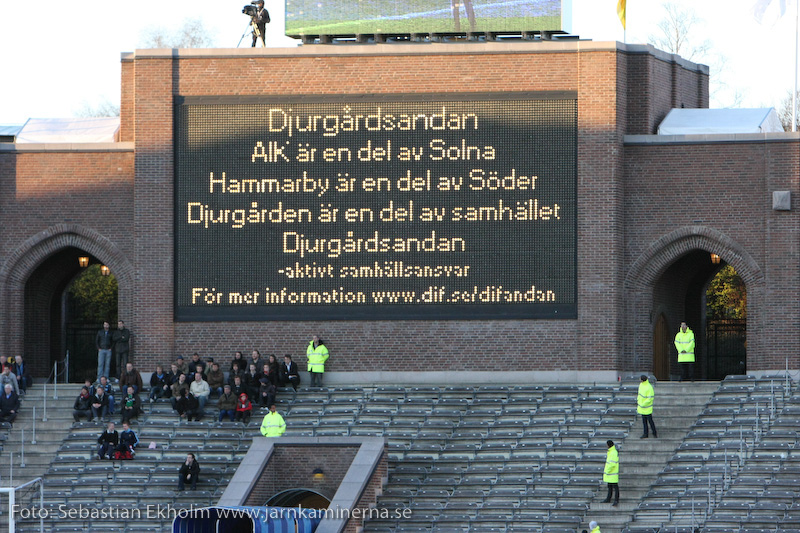 Djurgårdsandan
AIK är en del av Solna
Hammarby är en del av Söder
Djurgården är en del av samhället
Djurgårdsandan
-aktivt samhällsansvar
För mer information www.dif.se/difandan
Foto: Sebastian Ekholm www.jarnkaminerna.se